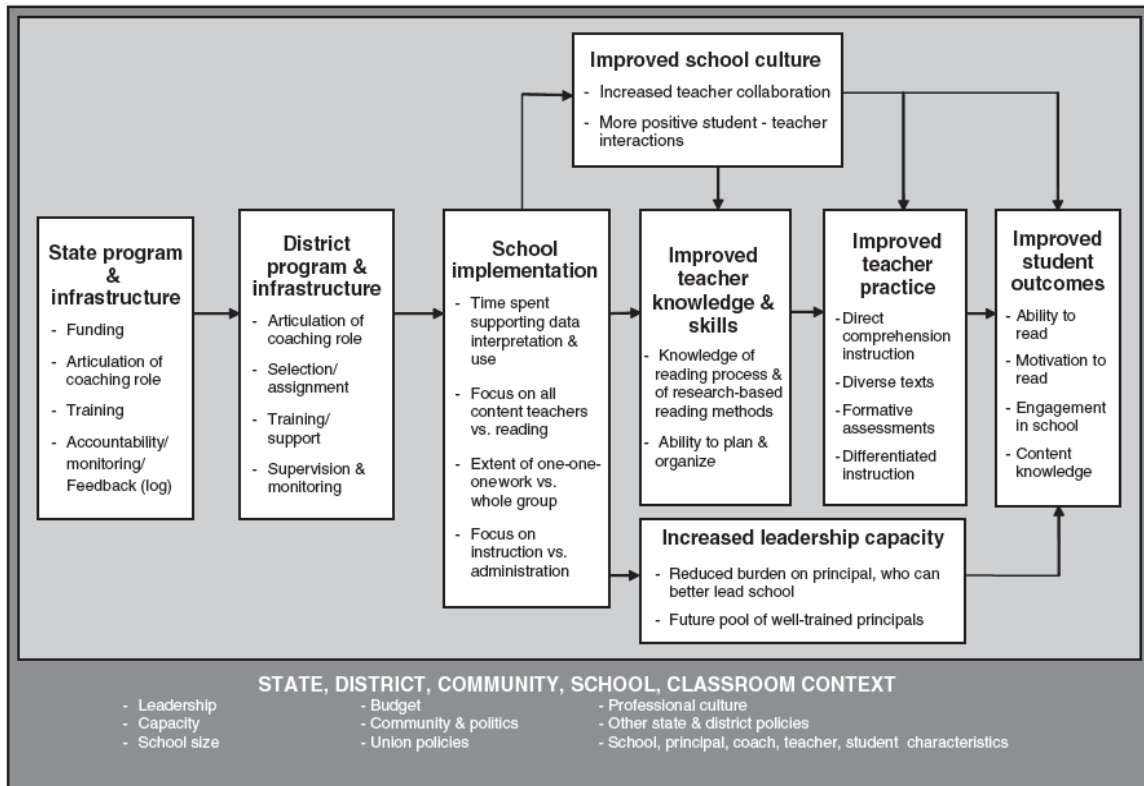 Improved school culture
- Increased teacher collaboration
- More positive student - teacher
interactions
State program
&
infrastructure
- Funding
- Articulation of
coaching role
- Training
- Accountability/
monitoring/
Feedback (log)
District
program &
infrastructure
- Articulation of
coaching role
- Selection/
assignment
- Training/
support
- Supervision &
monitoring
School
implementation
- Time spent
supporting data
interpretation &
use
- Focus on all
content teachers
vs. reading
- Extent of one-one-
onework vs.
whole group
- Focus on
instruction vs.
administration
Improved
teacher
knowledge &
skills
- Knowledge of
reading process &
of research-based
reading methods
- Ability to plan &
organize
Improved
teacher
practice
- Direct
comprehension
instruction
- Diverse texts
- Formative
assessments
- Differentiated
instruction
Improved
student
outcomes
- Ability to
read
- Motivation to
read
- Engagement
in school
- Content
knowledge
Increased leadership capacity
- Reduced burden on principal, who can
better lead school
- Future pool of well-trained principals
STATE, DISTRICT, COMMUNITY, SCHOOL, CLASSROOM CONTEXT
- Leadership
- Capacity
- School size
- Budget
- Community & politics
- Union policies
- Professional culture
- Other state & district policies
- School, principal, coach, teacher, student characteristics